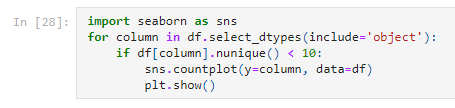 In [28]: import seaborn as sns
for column in df.select_dtypes(include='object'):
    if df[column].nunique() < 10:
        sns.countplot(y=column, data=df)
        plt.show()